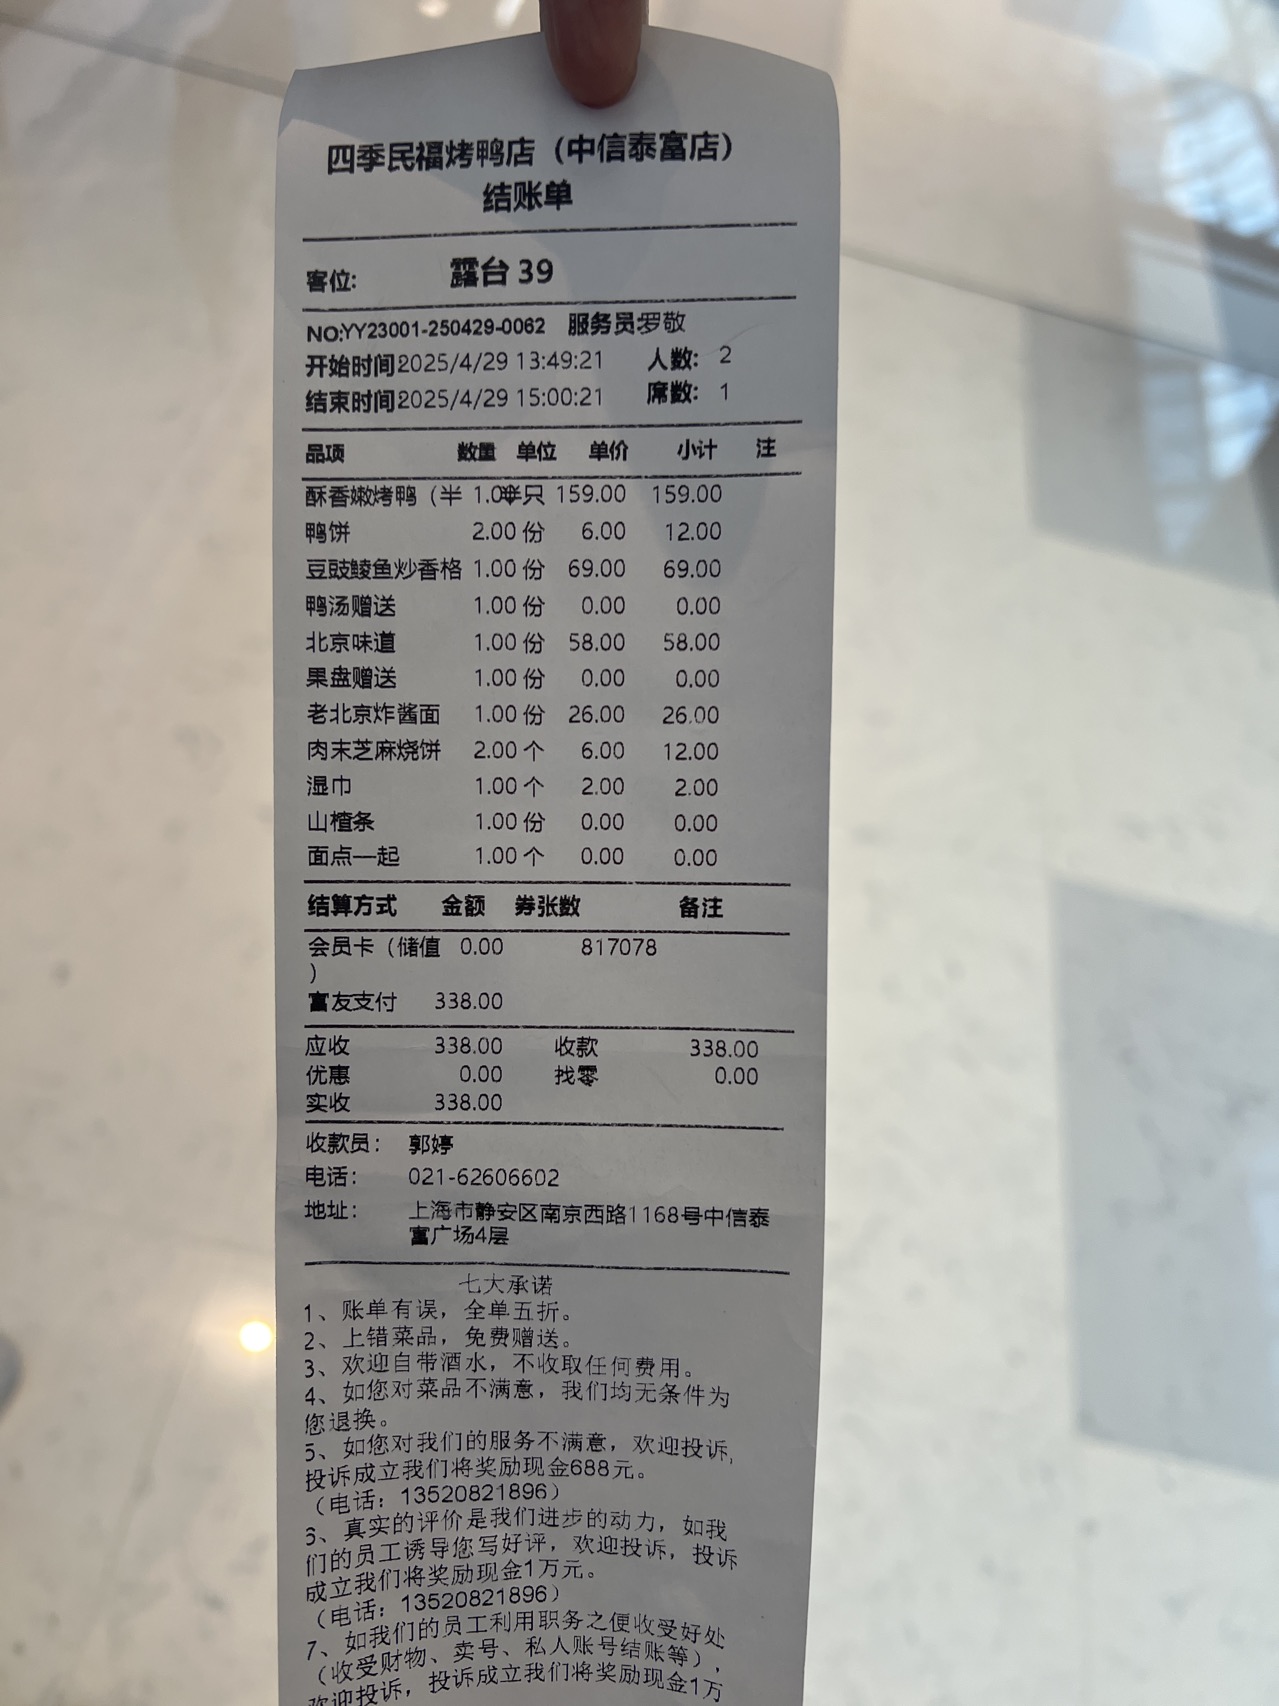 四季民福烤鸭店（中信泰富店）
结账单
客位: 露台 39
NO:YY23001-250429-0062 服务员:罗敬
开始时间2025/4/29 13:49:21 人数: 2
结束时间2025/4/29 15:00:21 席数: 1
品项 数量 单位 单价 小计 注
酥香嫩烤鸭（半 1.00半只 159.00 159.00
鸭饼 2.00 份 6.00 12.00
豆豉鲮鱼炒香格 1.00 份 69.00 69.00
鸭汤赠送 1.00 份 0.00 0.00
北京味道 1.00 份 58.00 58.00
果盘赠送 1.00 份 0.00 0.00
老北京炸酱面 1.00 份 26.00 26.00
肉末芝麻烧饼 2.00 个 6.00 12.00
湿巾 1.00 个 2.00 2.00
山楂条 1.00 份 0.00 0.00
面点一起 1.00 个 0.00 0.00
结算方式 金额 券张数 备注
会员卡（储值 0.00 817078
）
富友支付 338.00
应收 338.00 收款 338.00
优惠 0.00 找零 0.00
实收 338.00
收款员: 郭婷
电话: 021-62606602
地址: 上海市静安区南京西路1168号中信泰
富广场4层
七大承诺
1、账单有误，全单五折。
2、上错菜品，免费赠送。
3、欢迎自带酒水，不收取任何费用。
4、如您对菜品不满意，我们均无条件为
您退换。
5、如您对我们的服务不满意，欢迎投诉,
投诉成立我们将奖励现金688元。
（电话：13520821896）
6、真实的评价是我们进步的动力，如我
们的员工诱导您写好评，欢迎投诉，投诉
成立我们将奖励现金1万元。
（电话：13520821896）
7、如我们的员工利用职务之便收受好处
（收受财物、卖号、私人账号结账等），
欢迎投诉，投诉成立我们将奖励现金1万